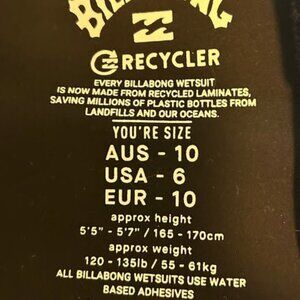 BILLABONG
RECYCLER
EVERY BILLABONG WETSUIT
IS NOW MADE FROM RECYCLED LAMINATES,
SAVING MILLIONS OF PLASTIC BOTTLES FROM
LANDFILLS AND OUR OCEANS.
YOU'RE SIZE
AUS - 10
USA - 6
EUR - 10
approx height
5'5" - 5'7" / 165 - 170cm
approx weight
120 - 135lb / 55 - 61kg
ALL BILLABONG WETSUITS USE WATER
BASED ADHESIVES